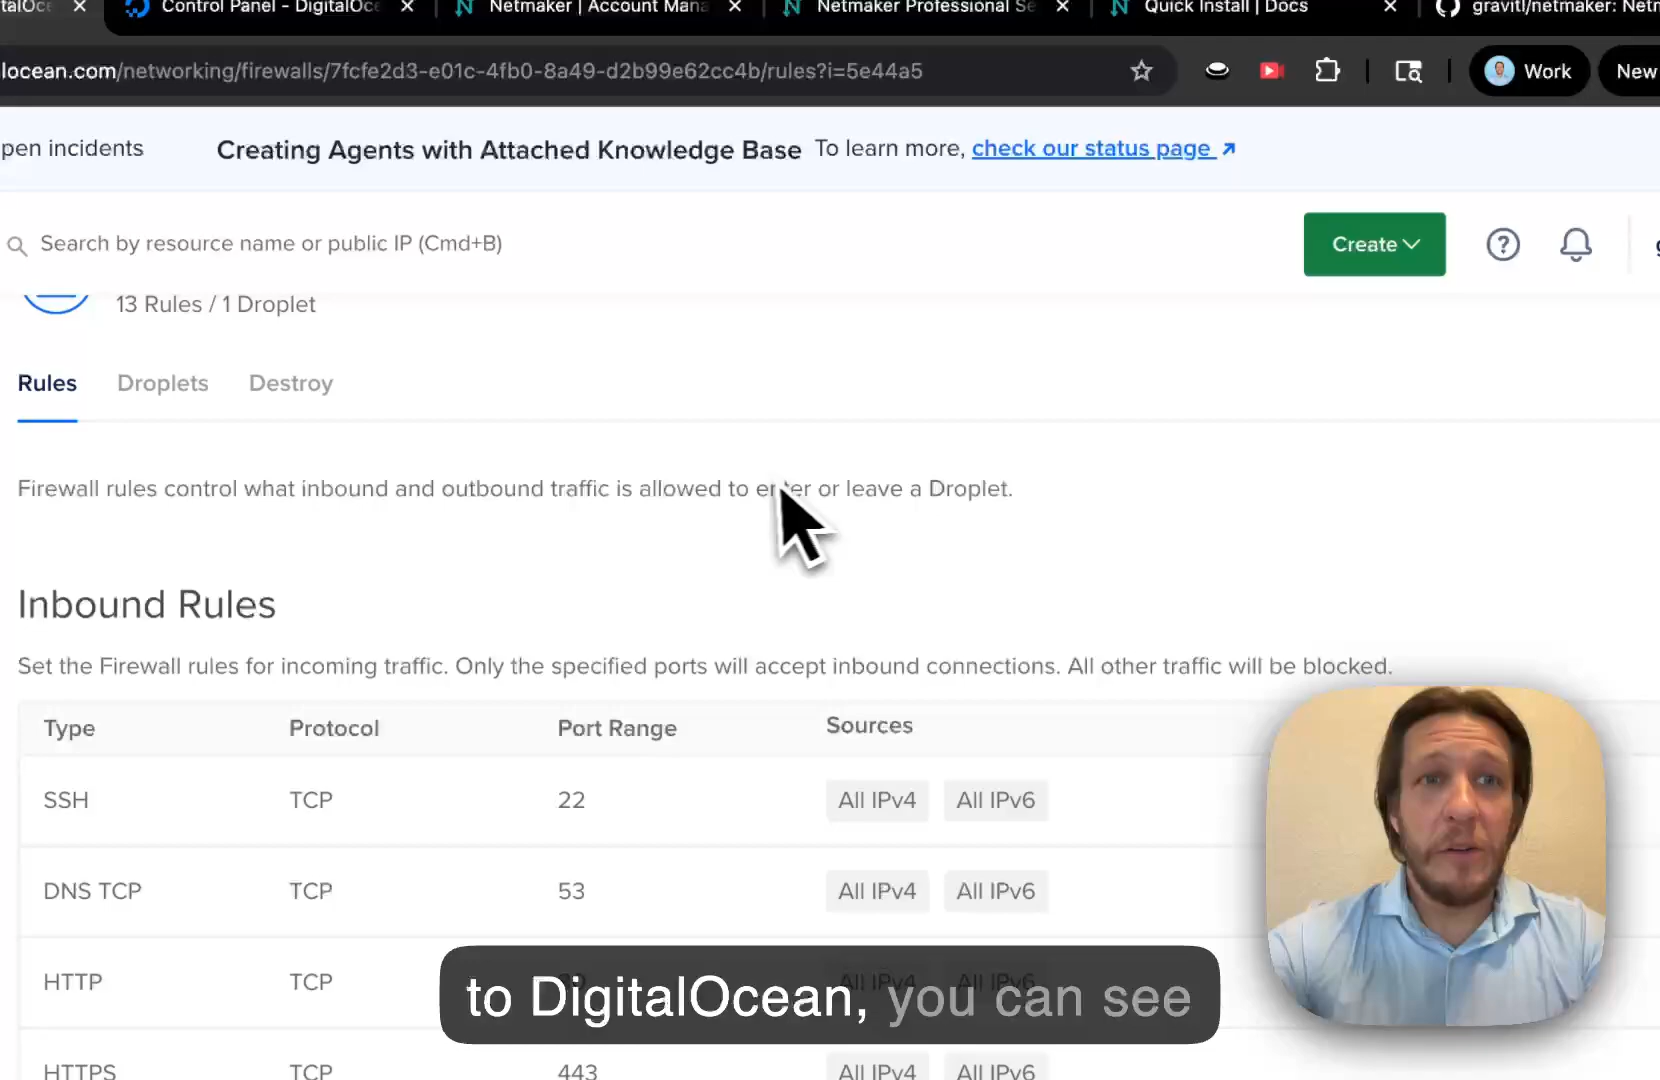 Control Panel - DigitalOce
Netmaker | Account Mana
Netmaker Professional Se
Quick Install | Docs
gravitl/netmaker: Netm
locean.com/networking/firewalls/7fcfe2d3-e01c-4fb0-8a49-d2b99e62cc4b/rules?i=5e44a5
Work
New
pen incidents
Creating Agents with Attached Knowledge Base To learn more, check our status page
Search by resource name or public IP (Cmd+B)
Create
13 Rules / 1 Droplet
Rules Droplets Destroy
Firewall rules control what inbound and outbound traffic is allowed to enter or leave a Droplet.
Inbound Rules
Set the Firewall rules for incoming traffic. Only the specified ports will accept inbound connections. All other traffic will be blocked.
Type Protocol Port Range Sources
SSH TCP 22 All IPv4 All IPv6
DNS TCP TCP 53 All IPv4 All IPv6
HTTP TCP All IPv4 All IPv6
to DigitalOcean, you can see
HTTPS TCP 443 All IPv4 All IPv6